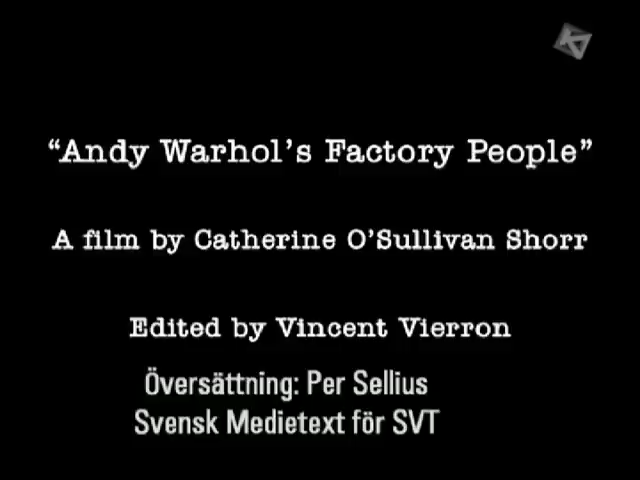 “Andy Warhol’s Factory People”
A film by Catherine O’Sullivan Shorr
Edited by Vincent Vierron
Översättning: Per Sellius
Svensk Medietext för SVT